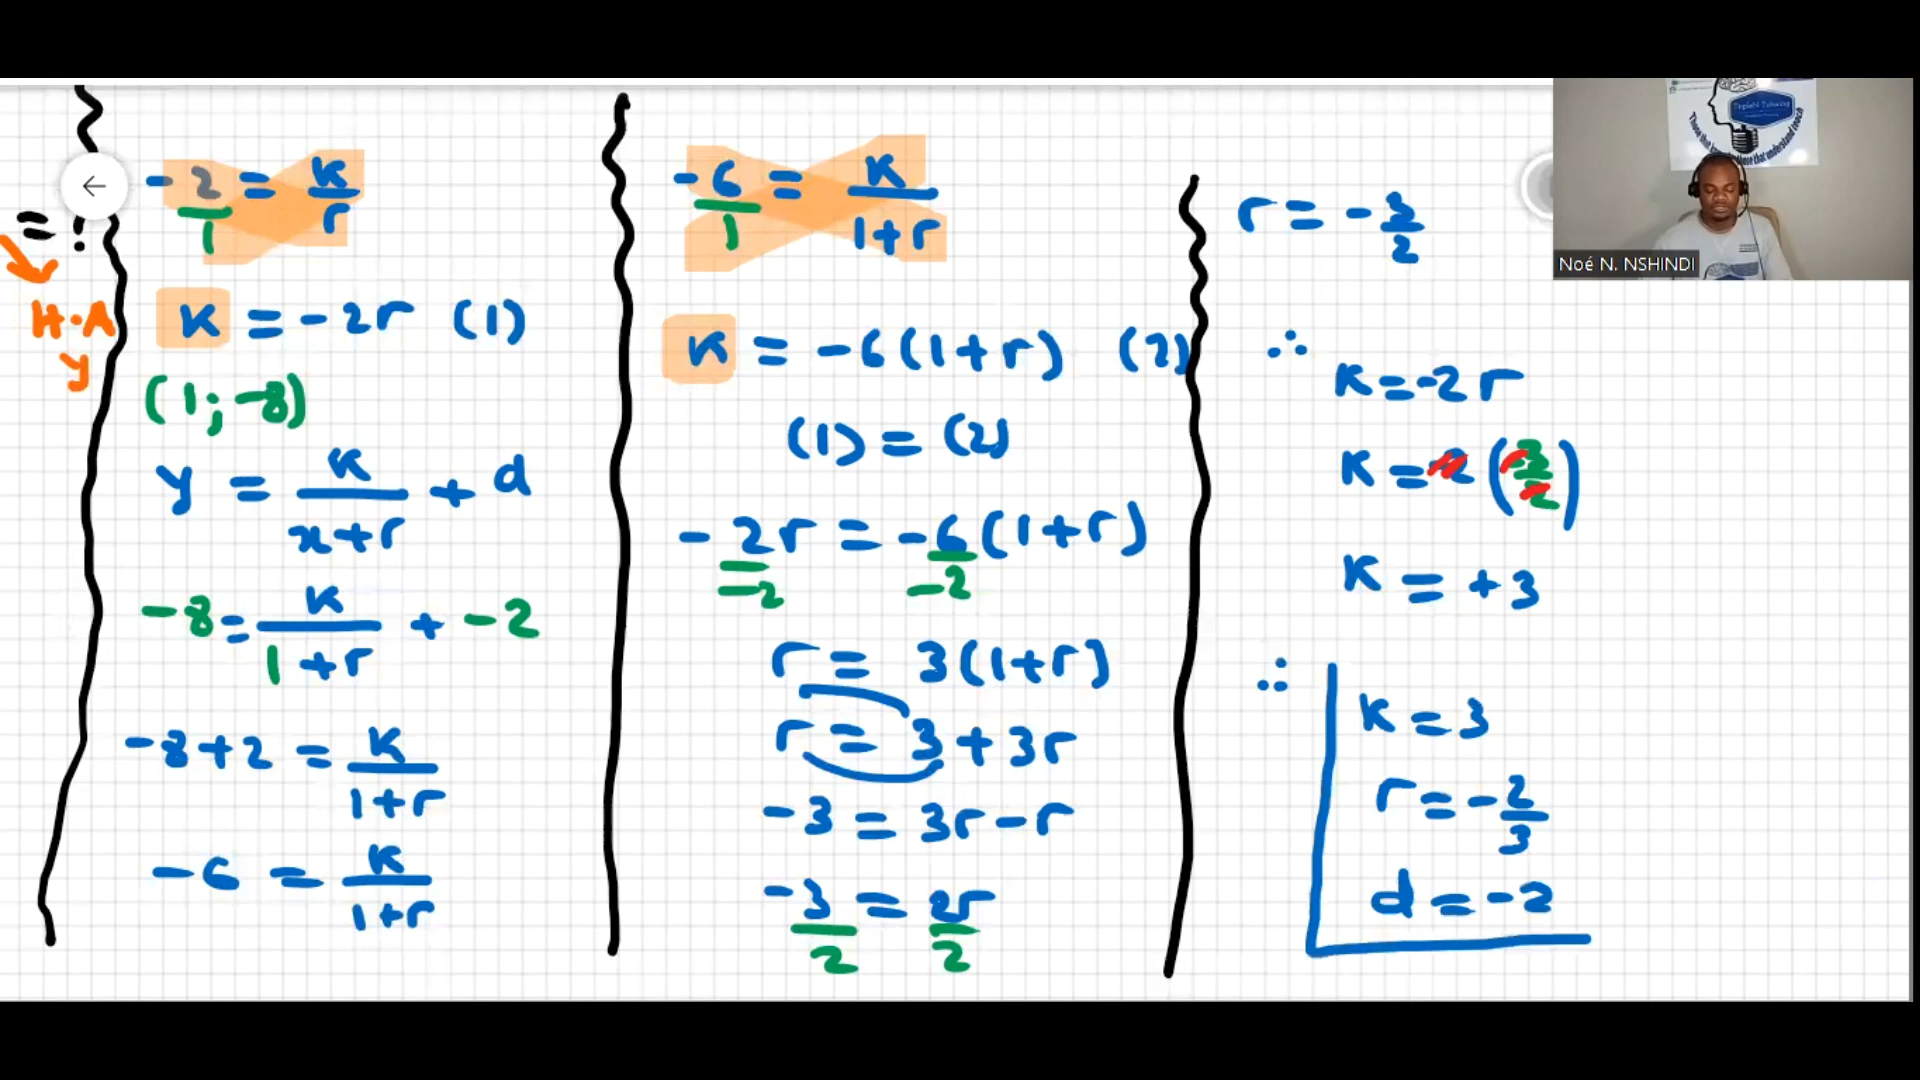 = ?
H.A
y
-2/1 = k/r
k = -2r (1)
(1; -8)
y = k/(x+r) + d
-8 = k/(1+r) + -2
-8+2 = k/(1+r)
-6 = k/(1+r)
-6/1 = k/(1+r)
k = -6(1+r) (2)
(1) = (2)
-2r/-2 = -6(1+r)/-2
r = 3(1+r)
r = 3+3r
-3 = 3r-r
-3/2 = 2r/2
r = -3/2
∴
k = -2r
k = -2(-3/2)
k = +3
∴
k = 3
r = -2/3
d = -2
TripleN Tutoring
Noé N. NSHINDI